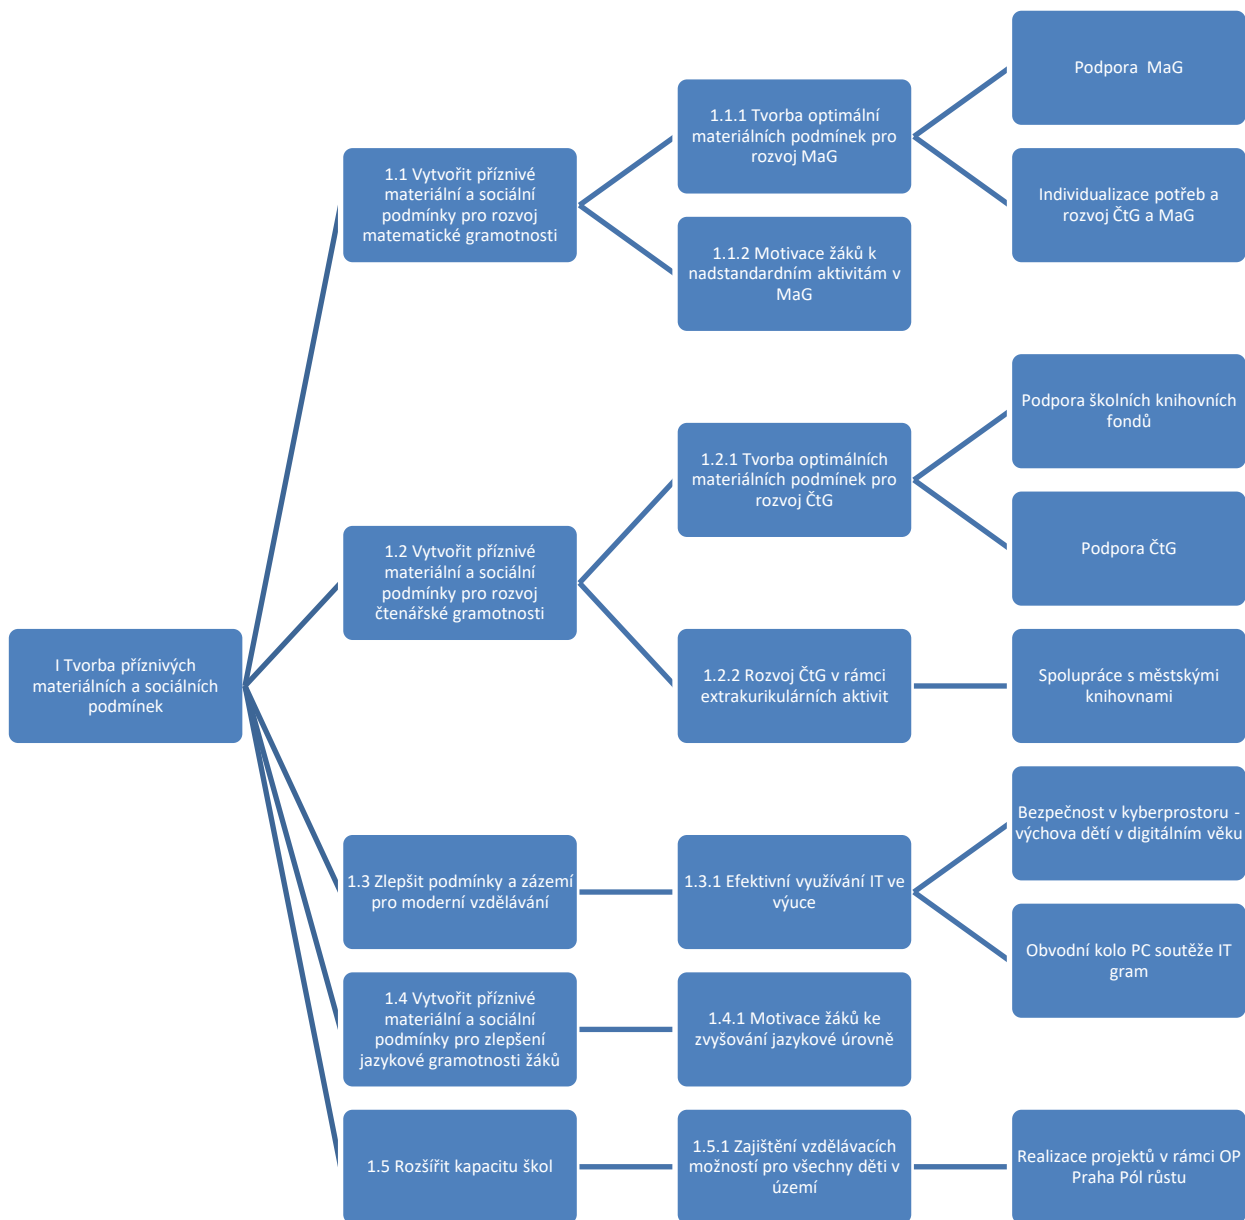 I Tvorba příznivých
materiálních a sociálních
podmínek
1.1 Vytvořit příznivé
materiální a sociální
podmínky pro rozvoj
matematické gramotnosti
1.1.1 Tvorba optimální
materiálních podmínek pro
rozvoj MaG
Podpora  MaG
Individualizace potřeb a
rozvoj ČtG a MaG
1.1.2 Motivace žáků k
nadstandardním aktivitám v
MaG
1.2 Vytvořit příznivé
materiální a sociální
podmínky pro rozvoj
čtenářské gramotnosti
1.2.1 Tvorba optimálních
materiálních podmínek pro
rozvoj ČtG
Podpora školních knihovních
fondů
Podpora ČtG
1.2.2 Rozvoj ČtG v rámci
extrakurikulárních aktivit
Spolupráce s městskými
knihovnami
1.3 Zlepšit podmínky a zázemí
pro moderní vzdělávání
1.3.1 Efektivní využívání IT ve
výuce
Bezpečnost v kyberprostoru -
výchova dětí v digitálním věku
Obvodní kolo PC soutěže IT
gram
1.4 Vytvořit příznivé
materiální a sociální
podmínky pro zlepšení
jazykové gramotnosti žáků
1.4.1 Motivace žáků ke
zvyšování jazykové úrovně
1.5 Rozšířit kapacitu škol
1.5.1 Zajištění vzdělávacích
možností pro všechny děti v
území
Realizace projektů v rámci OP
Praha Pól růstu